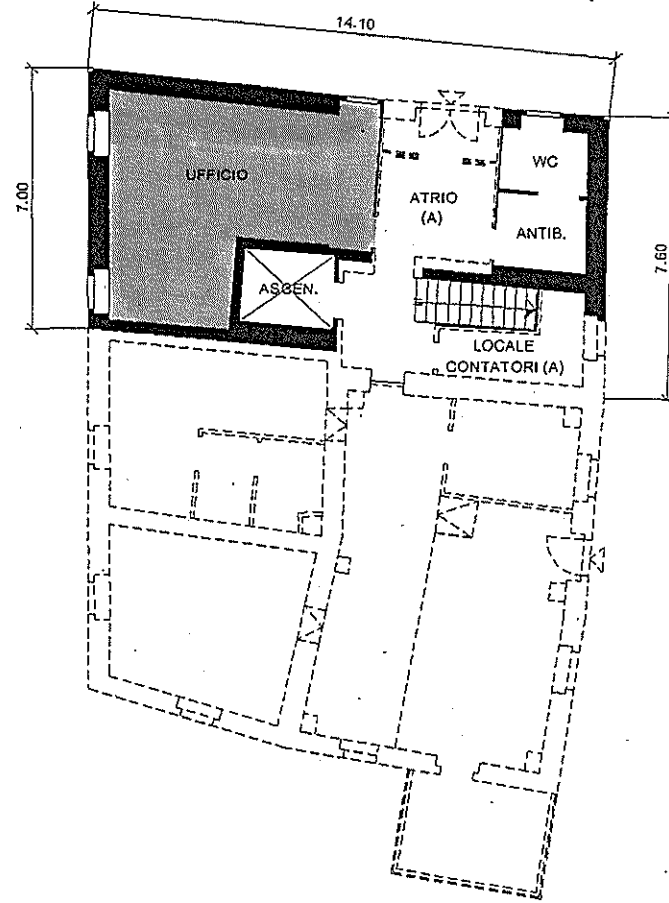 14.10
7.00
UFFICIO
WC
ATRIO
(A)
ANTIB.
7.60
ASCEN.
LOCALE
CONTATORI (A)